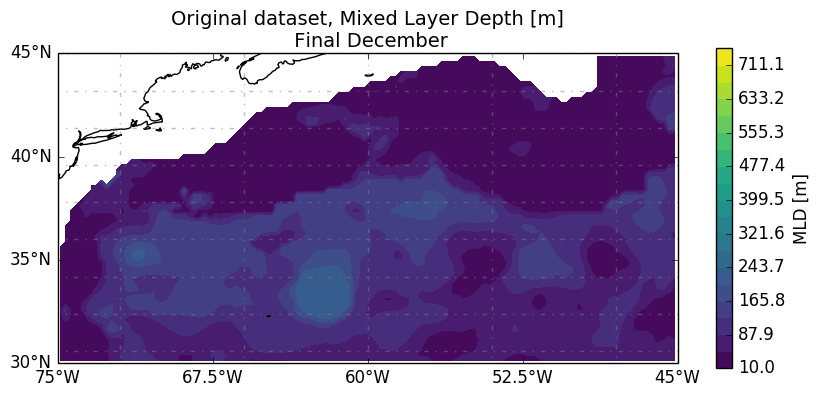 Original dataset, Mixed Layer Depth [m]
Final December
45°N
40°N
35°N
30°N
75°W
67.5°W
60°W
52.5°W
45°W
711.1
633.2
555.3
477.4
399.5
321.6
243.7
165.8
87.9
10.0
MLD [m]